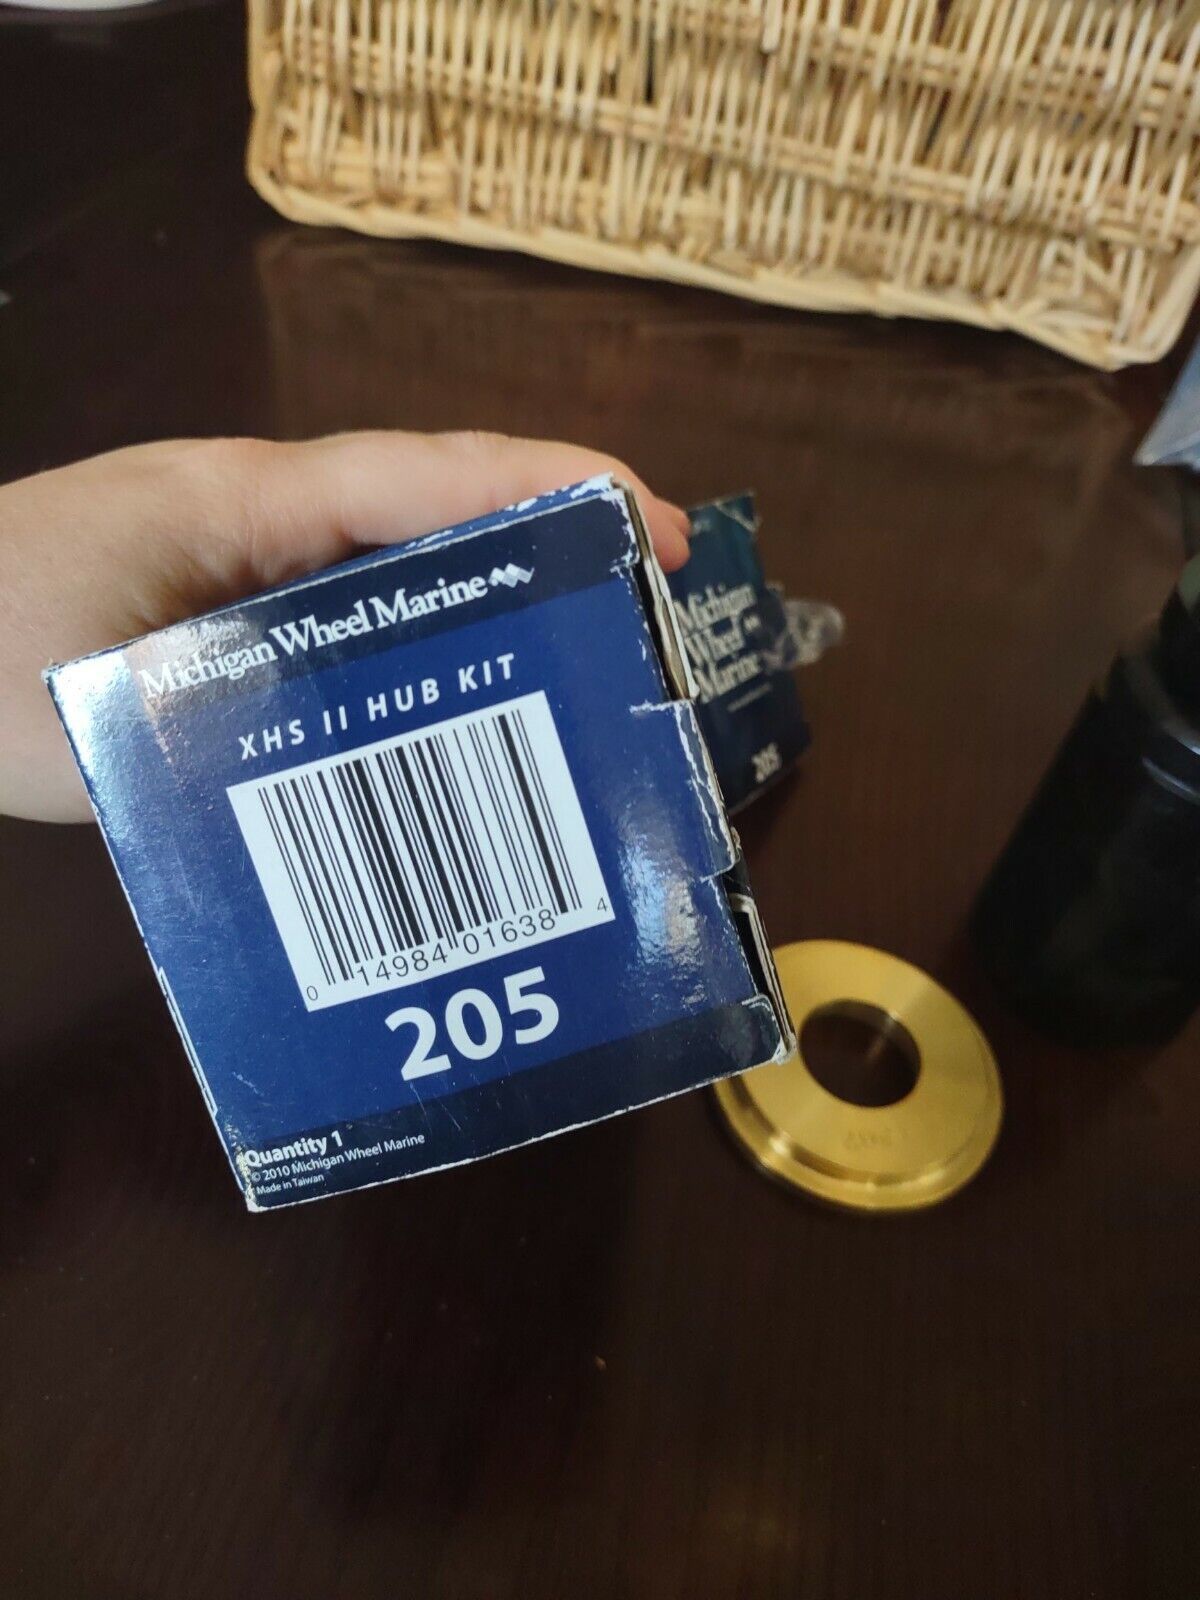 Michigan Wheel Marine
XHS II HUB KIT
0 14984 01638 4
205
Quantity 1
© 2010 Michigan Wheel Marine
Made in Taiwan
Michigan
Wheel
Marine
205